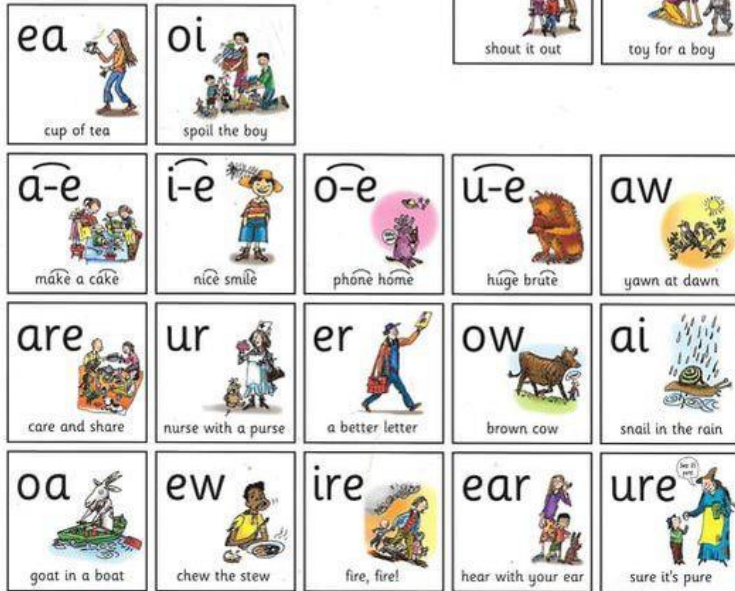 shout it out
toy for a boy
ea
cup of tea
oi
spoil the boy
a-e
make a cake
i-e
nice smile
o-e
phone home
u-e
huge brute
aw
yawn at dawn
are
care and share
ur
nurse with a purse
er
a better letter
ow
brown cow
ai
snail in the rain
oa
goat in a boat
ew
chew the stew
ire
fire, fire!
ear
hear with your ear
ure
See it's
pure
sure it's pure